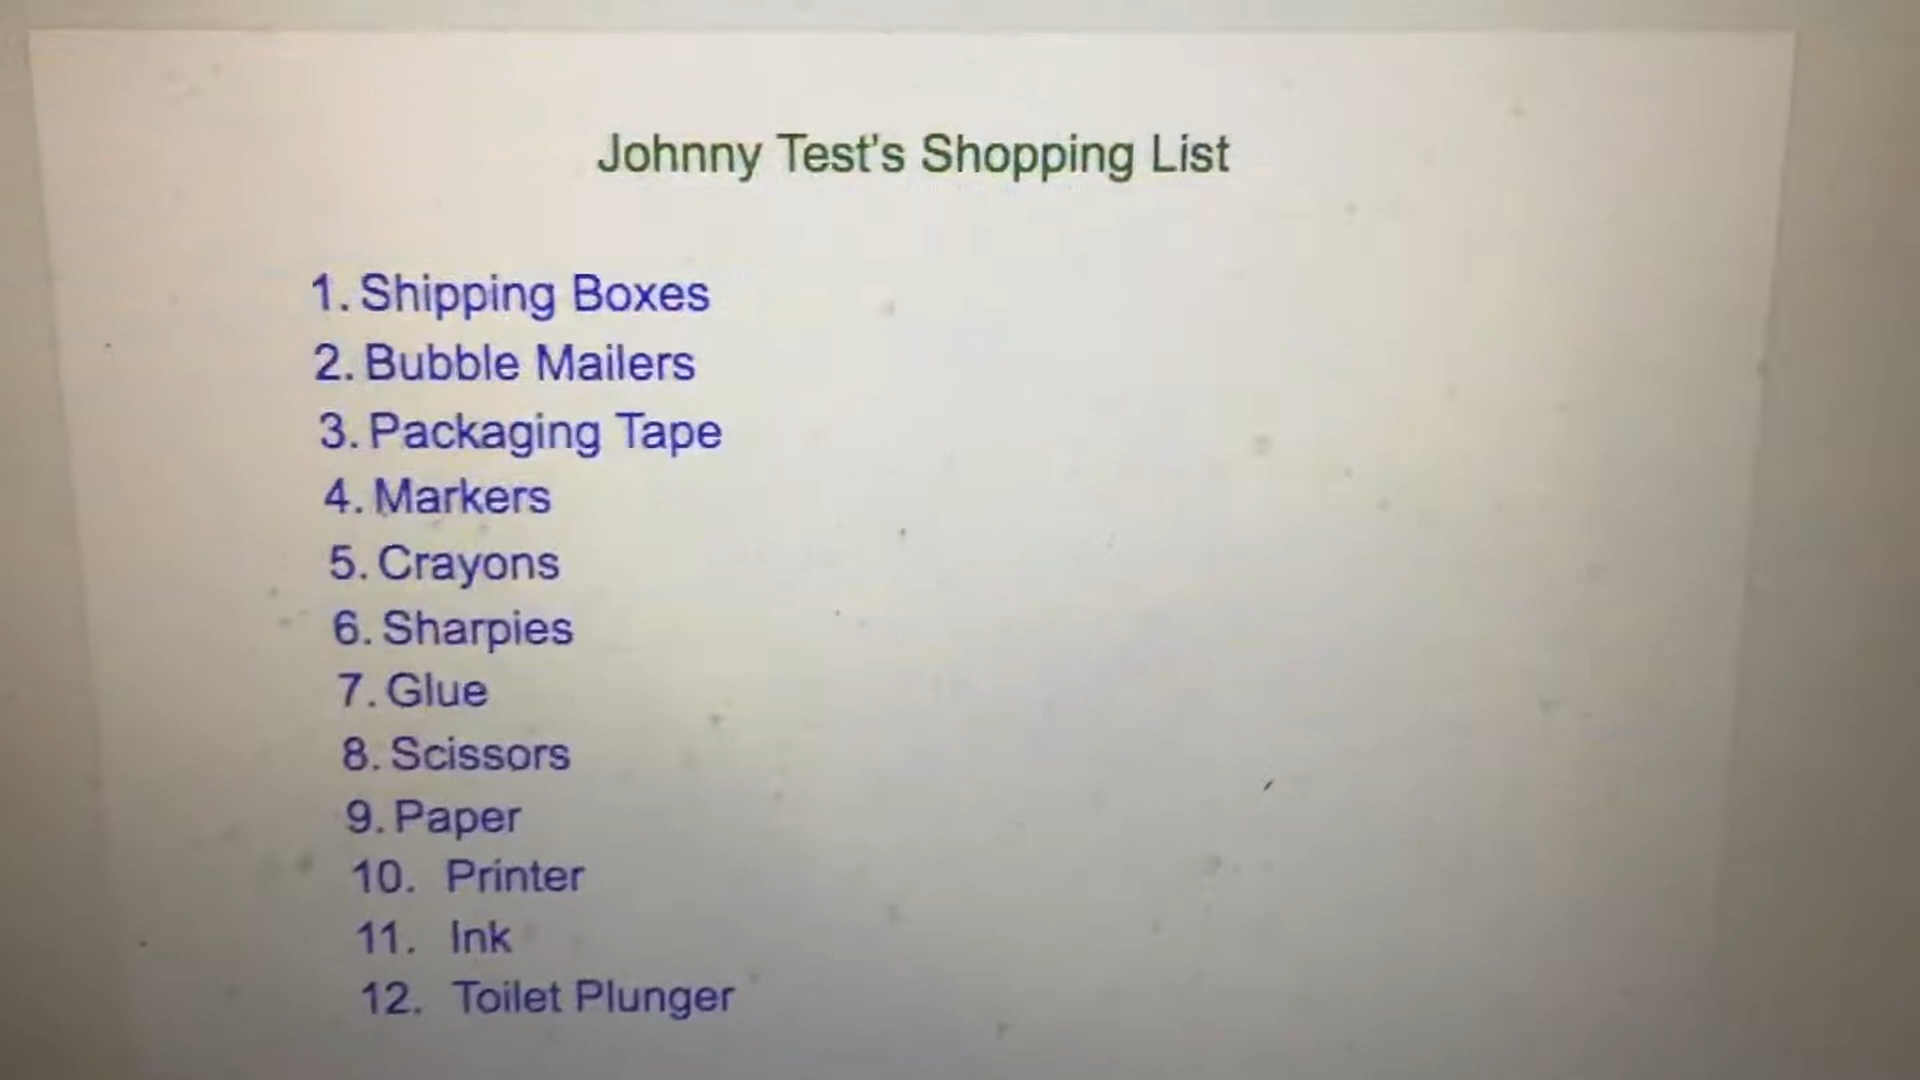 Johnny Test's Shopping List
1. Shipping Boxes
2. Bubble Mailers
3. Packaging Tape
4. Markers
5. Crayons
6. Sharpies
7. Glue
8. Scissors
9. Paper
10. Printer
11. Ink
12. Toilet Plunger